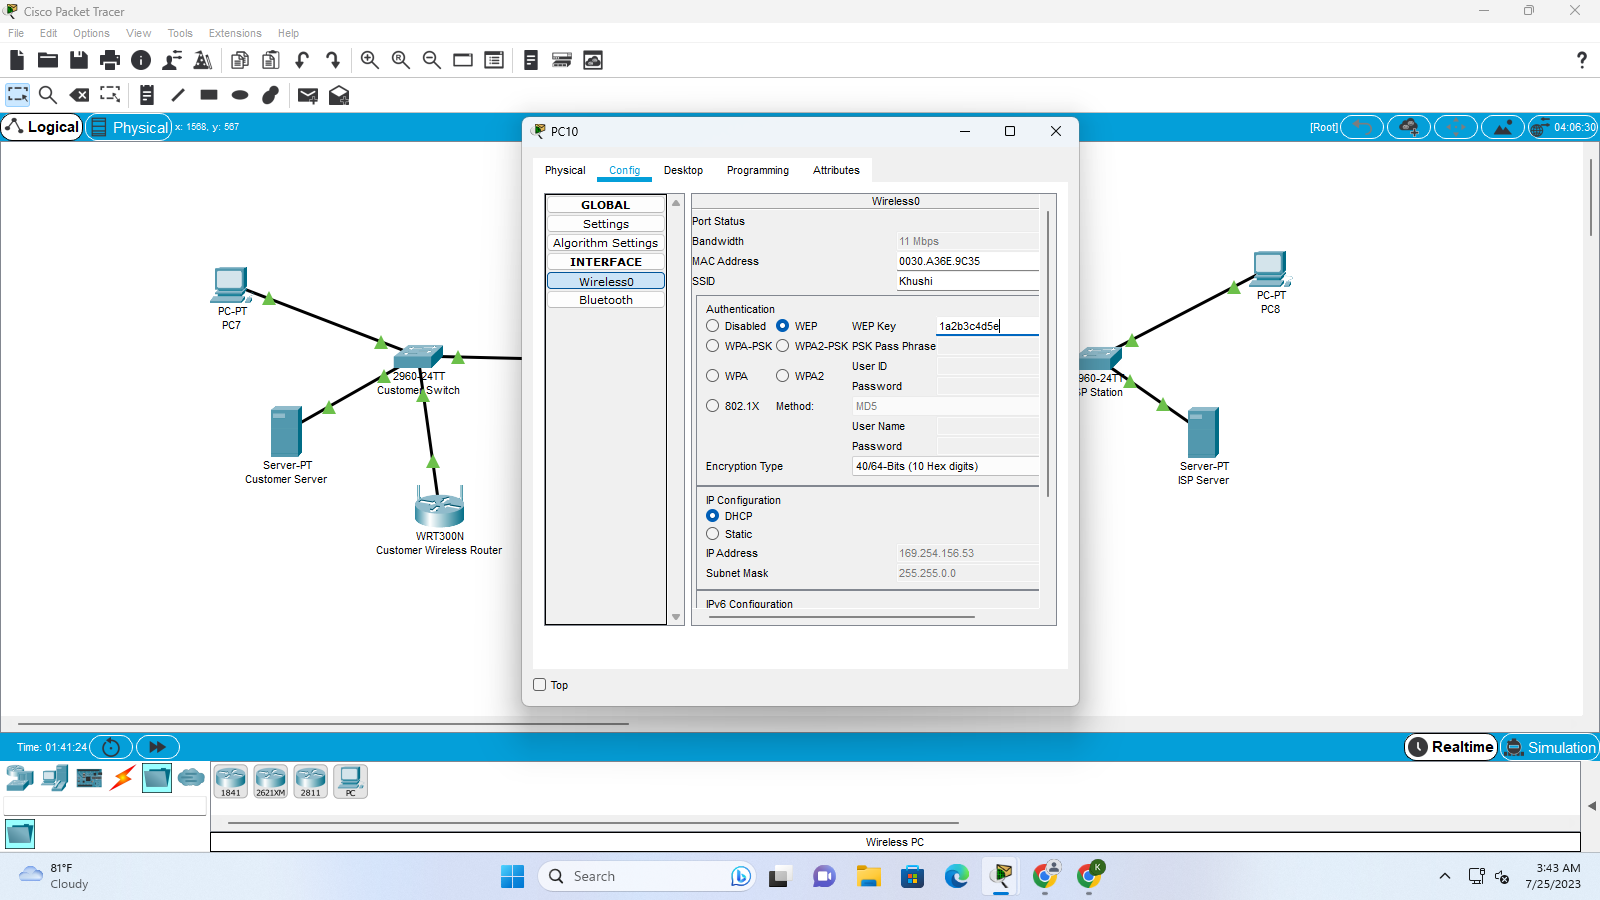 Cisco Packet Tracer
File Edit Options View Tools Extensions Help
Logical Physical x: 1568, y: 567
[Root] 04:06:30
PC10
Physical Config Desktop Programming Attributes
GLOBAL
Settings
Algorithm Settings
INTERFACE
Wireless0
Bluetooth
Wireless0
Port Status
Bandwidth 11 Mbps
MAC Address 0030.A36E.9C35
SSID Khushi
Authentication
Disabled WEP WEP Key 1a2b3c4d5e
WPA-PSK WPA2-PSK PSK Pass Phrase
User ID
WPA WPA2
Password
802.1X Method: MD5
User Name
Password
Encryption Type 40/64-Bits (10 Hex digits)
IP Configuration
DHCP
Static
IP Address 169.254.156.53
Subnet Mask 255.255.0.0
IPv6 Configuration
Top
PC-PT
PC7
2960-24TT
Customer Switch
Server-PT
Customer Server
WRT300N
Customer Wireless Router
PC-PT
PC8
960-24TT
SP Station
Server-PT
ISP Server
Time: 01:41:24
Realtime Simulation
1841 2621XM 2811 PC
Wireless PC
81°F
Cloudy
Search
K
3:43 AM
7/25/2023